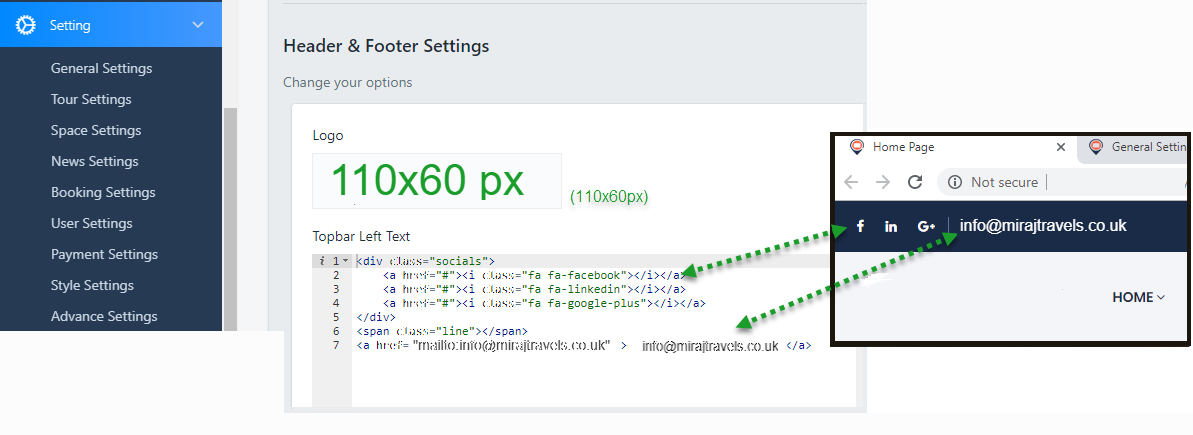 Setting
General Settings
Tour Settings
Space Settings
News Settings
Booking Settings
User Settings
Payment Settings
Style Settings
Advance Settings
Header & Footer Settings
Change your options
Logo
110x60 px
(110x60px)
Topbar Left Text
i 1 <div class="socials">
2 <a href="#"><i class="fa fa-facebook"></i></a>
3 <a href="#"><i class="fa fa-linkedin"></i></a>
4 <a href="#"><i class="fa fa-google-plus"></i></a>
5 </div>
6 <span class="line"></span>
7 <a href="mailto:info@mirajtravels.co.uk" > info@mirajtravels.co.uk </a>
Home Page
General Settin
Not secure
f in G+ info@mirajtravels.co.uk
HOME